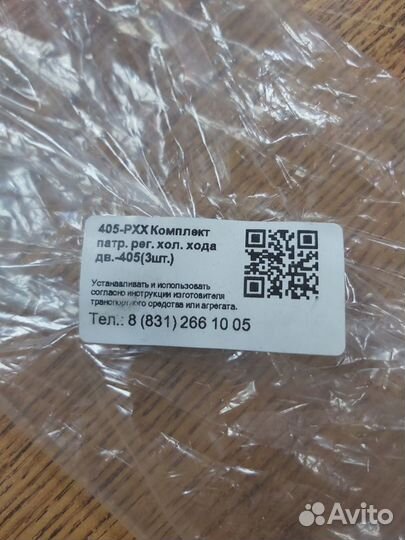 405-РХХ Комплект
патр. рег. хол. хода
дв.-405(3шт.)
Устанавливать и использовать
согласно инструкции изготовителя
транспортного средства или агрегата.
Тел.: 8 (831) 266 10 05
Avito